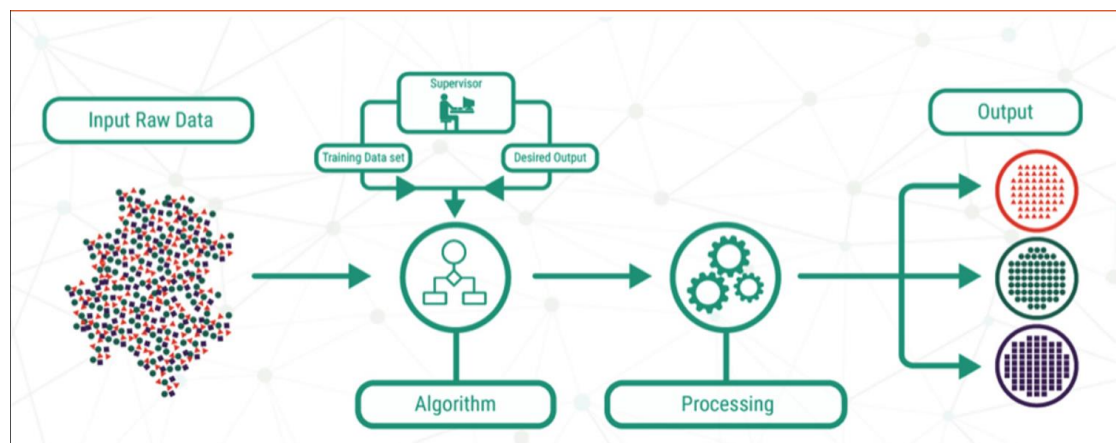 Supervisor
Input Raw Data
Output
Training Data set
Desired Output
Algorithm
Processing